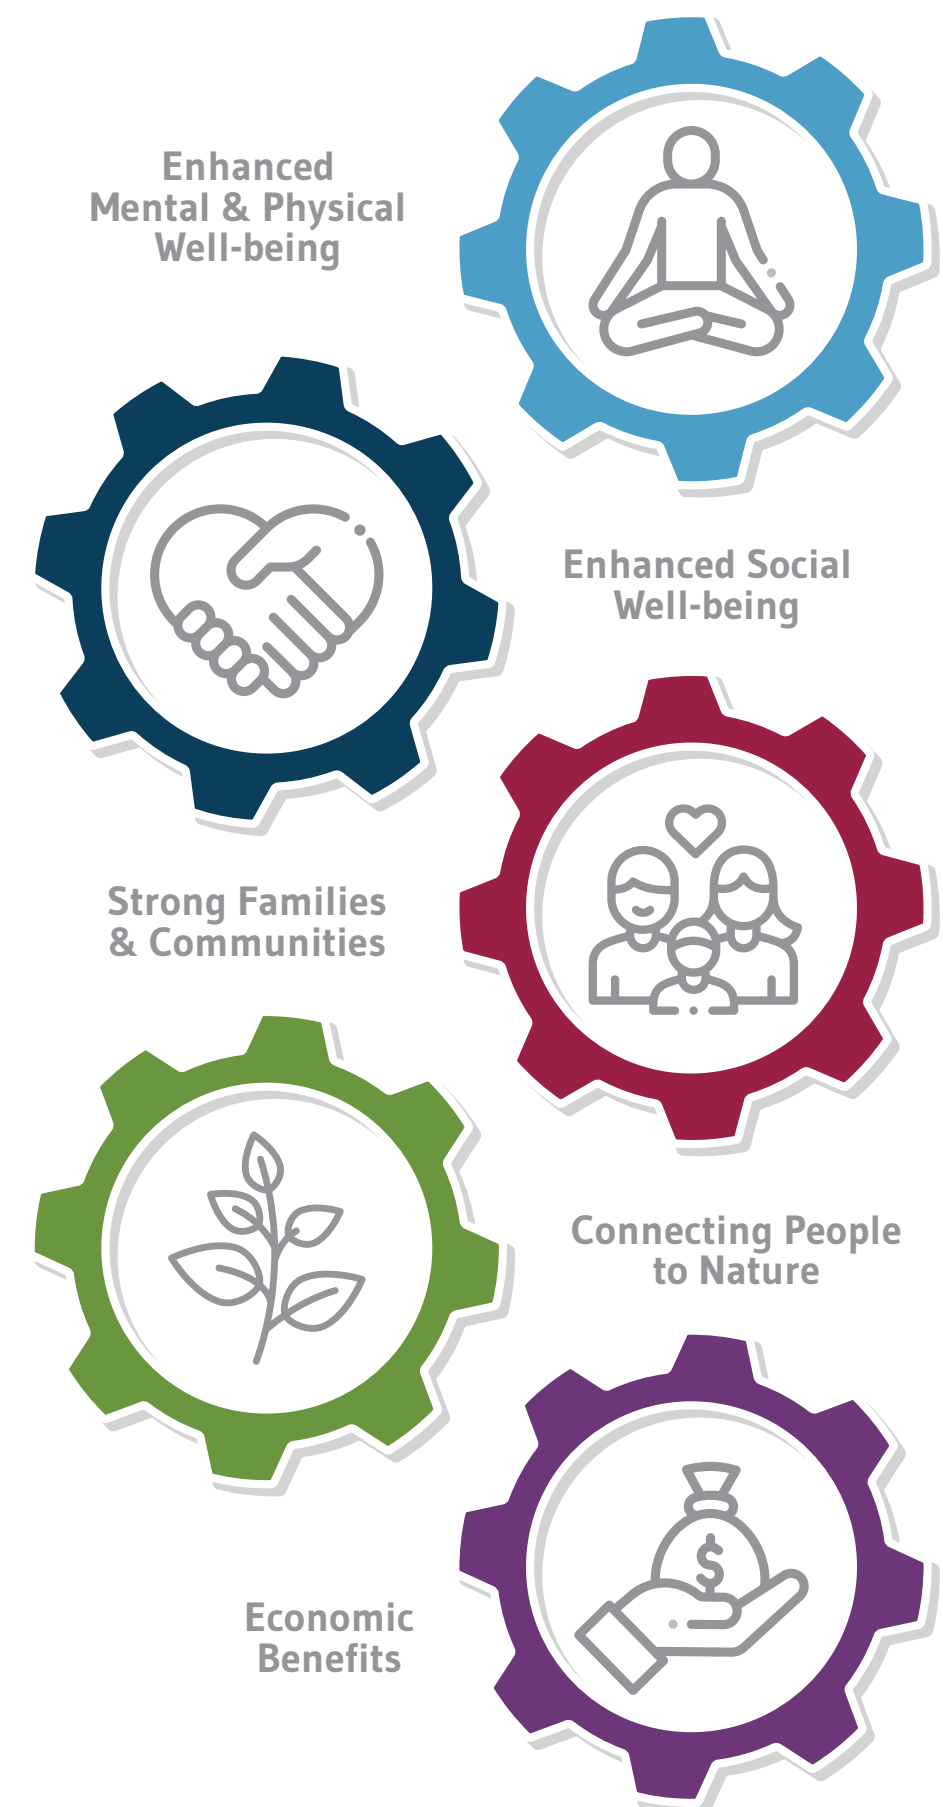 Enhanced
Mental & Physical
Well-being
Enhanced Social
Well-being
Strong Families
& Communities
Connecting People
to Nature
$
Economic
Benefits